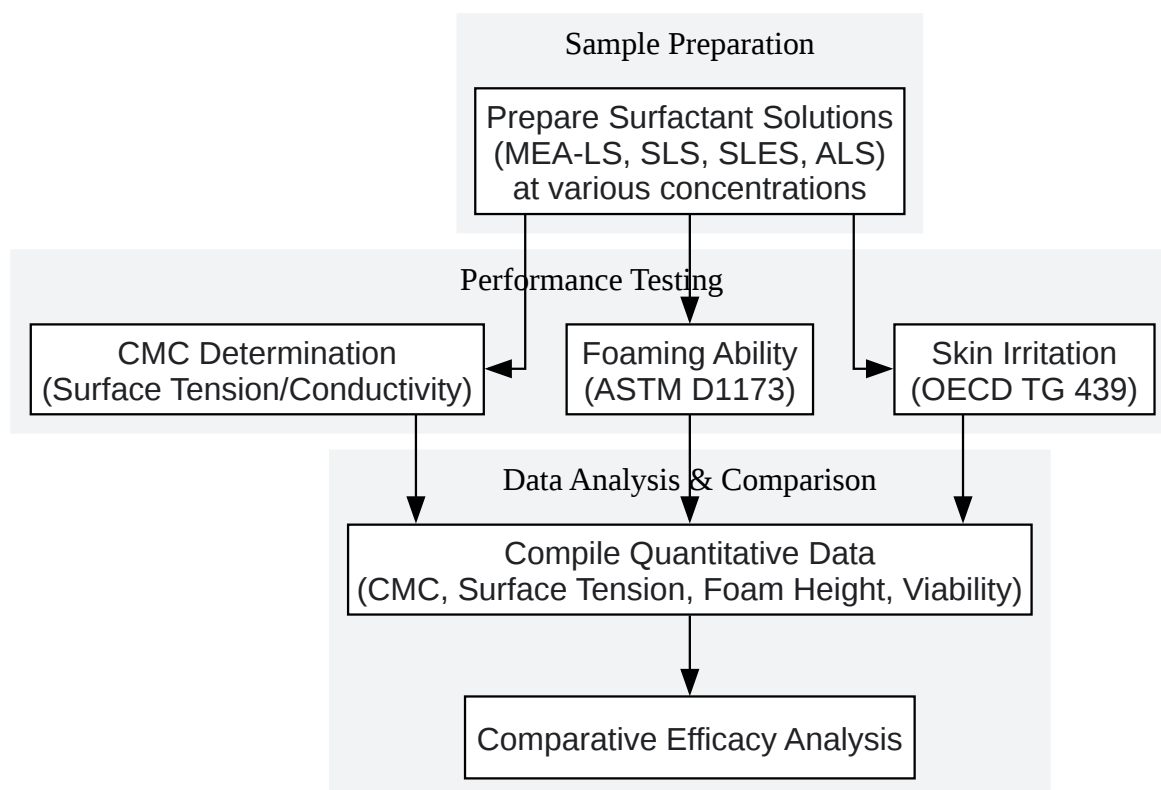 Sample Preparation
Prepare Surfactant Solutions
(MEA-LS, SLS, SLES, ALS)
at various concentrations
Performance Testing
CMC Determination
(Surface Tension/Conductivity)
Foaming Ability
(ASTM D1173)
Skin Irritation
(OECD TG 439)
Data Analysis & Comparison
Compile Quantitative Data
(CMC, Surface Tension, Foam Height, Viability)
Comparative Efficacy Analysis